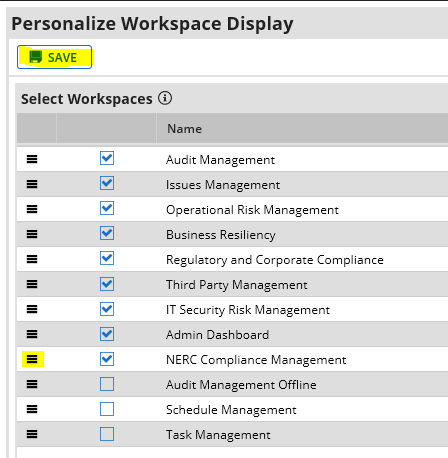 Personalize Workspace Display
SAVE
Select Workspaces
Name
Audit Management
Issues Management
Operational Risk Management
Business Resiliency
Regulatory and Corporate Compliance
Third Party Management
IT Security Risk Management
Admin Dashboard
NERC Compliance Management
Audit Management Offline
Schedule Management
Task Management